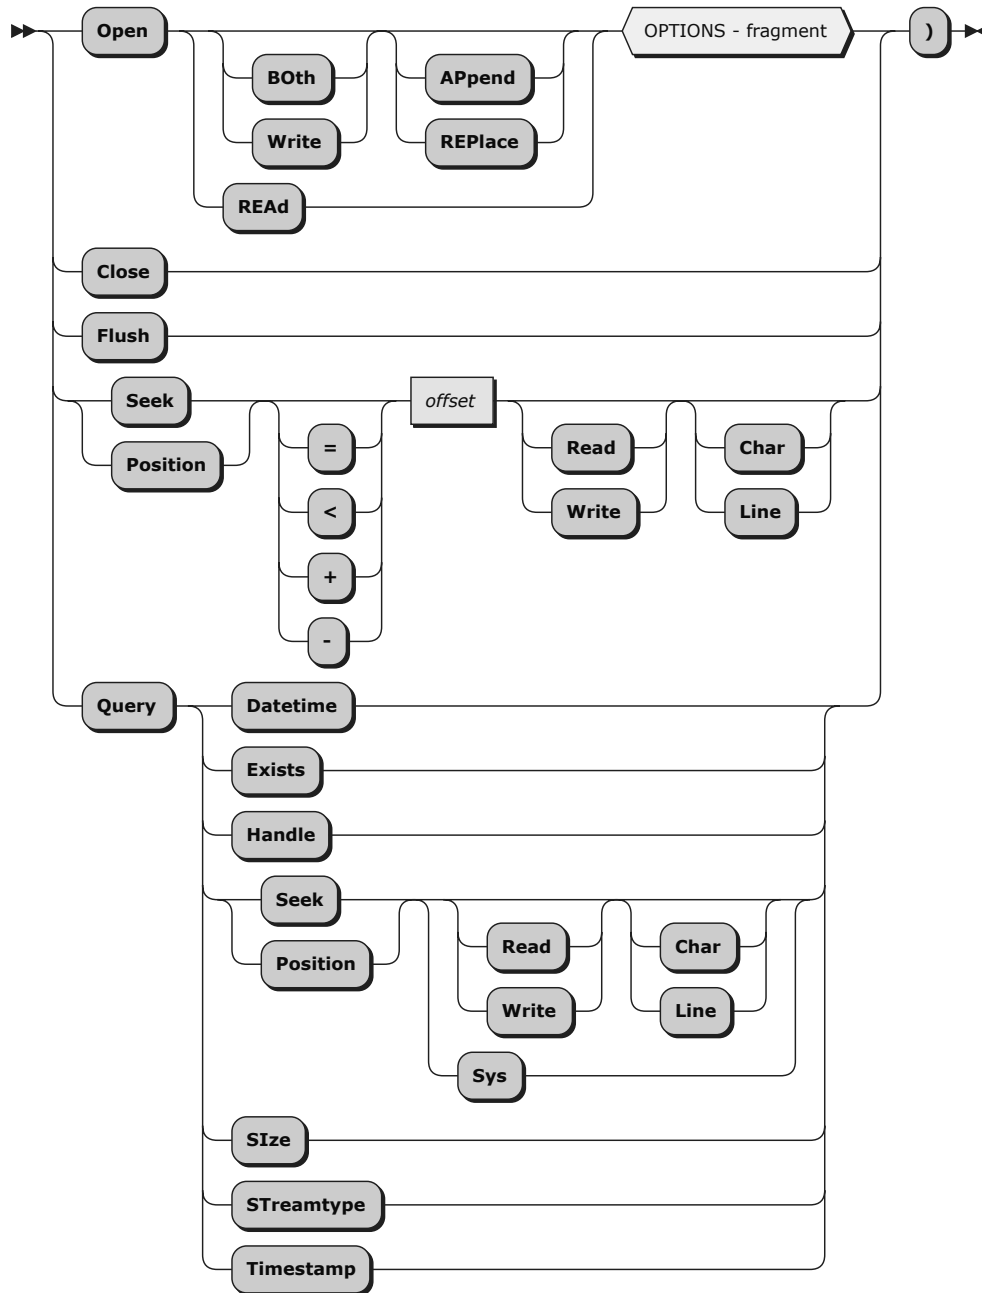 Open OPTIONS - fragment )
BOth APpend
Write REPlace
REAd
Close
Flush
Seek offset
Position = Read Char
< Write Line
+
-
Query Datetime
Exists
Handle
Seek
Position Read Char
Write Line
Sys
SIze
STreamtype
Timestamp